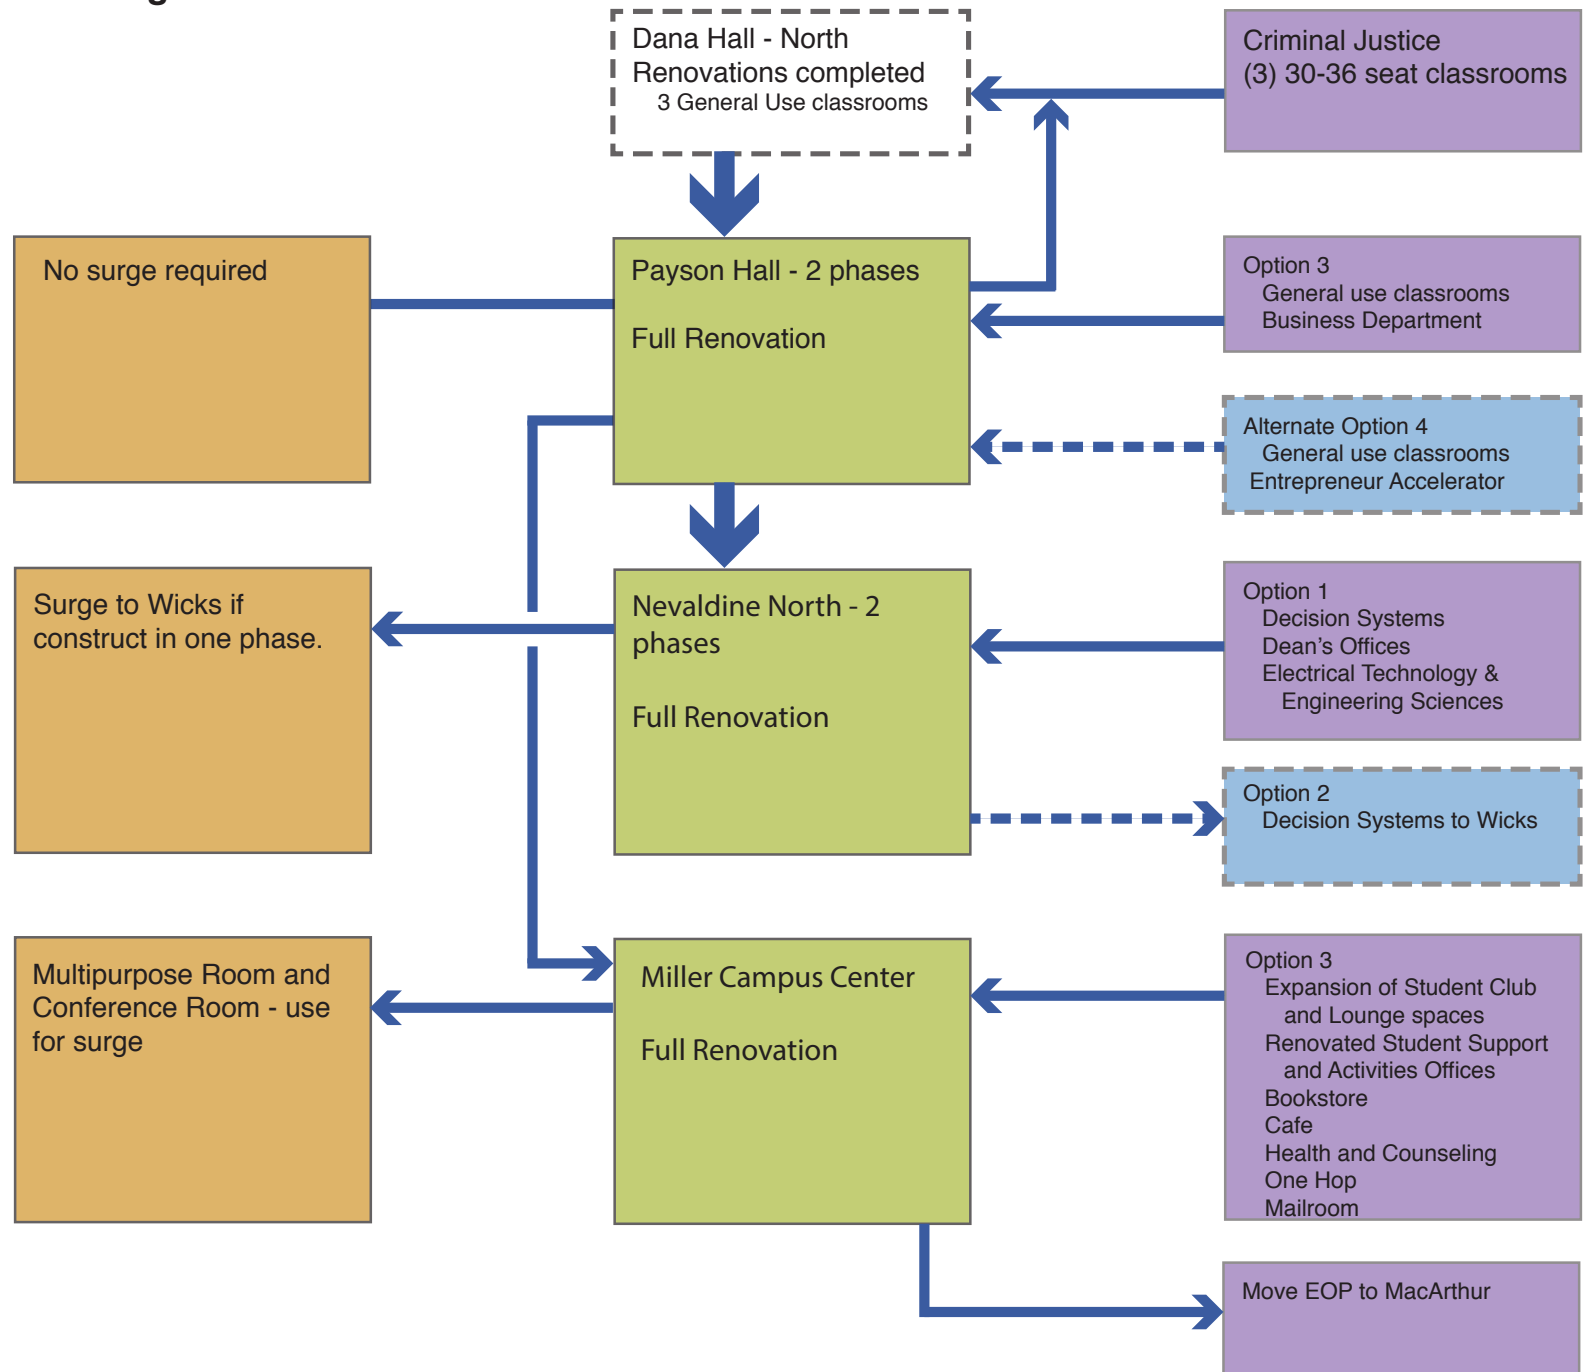 Dana Hall - North
Renovations completed
3 General Use classrooms
Criminal Justice
(3) 30-36 seat classrooms
No surge required
Payson Hall - 2 phases
Full Renovation
Option 3
General use classrooms
Business Department
Alternate Option 4
General use classrooms
Entrepreneur Accelerator
Surge to Wicks if
construct in one phase.
Nevaldine North - 2
phases
Full Renovation
Option 1
Decision Systems
Dean’s Offices
Electrical Technology &
Engineering Sciences
Option 2
Decision Systems to Wicks
Multipurpose Room and
Conference Room - use
for surge
Miller Campus Center
Full Renovation
Option 3
Expansion of Student Club
and Lounge spaces
Renovated Student Support
and Activities Offices
Bookstore
Cafe
Health and Counseling
One Hop
Mailroom
Move EOP to MacArthur